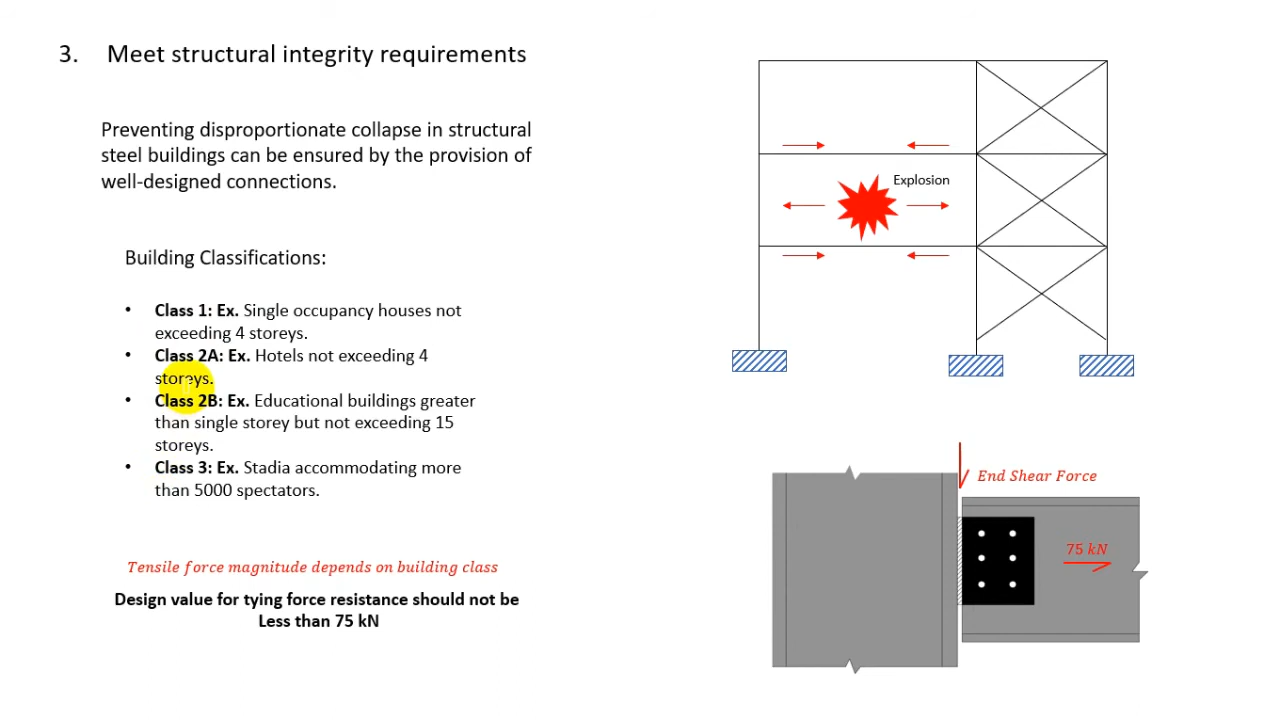 3. Meet structural integrity requirements
Preventing disproportionate collapse in structural
steel buildings can be ensured by the provision of
well-designed connections.
Building Classifications:
• Class 1: Ex. Single occupancy houses not
exceeding 4 storeys.
• Class 2A: Ex. Hotels not exceeding 4
storeys.
• Class 2B: Ex. Educational buildings greater
than single storey but not exceeding 15
storeys.
• Class 3: Ex. Stadia accommodating more
than 5000 spectators.
Tensile force magnitude depends on building class
Design value for tying force resistance should not be
Less than 75 kN
Explosion
End Shear Force
75 kN